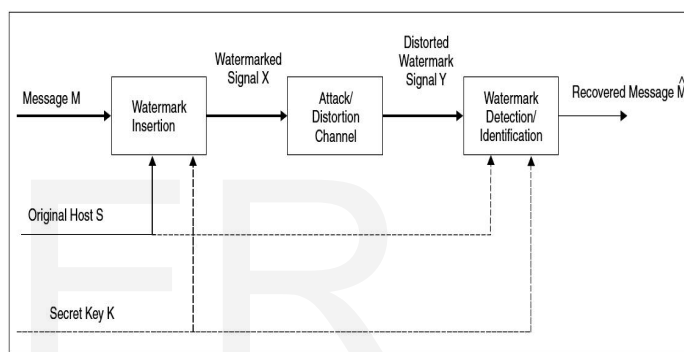 Message M
Watermark
Insertion
Watermarked
Signal X
Attack/
Distortion
Channel
Distorted
Watermark
Signal Y
Watermark
Detection/
Identification
Recovered Message M̂
Original Host S
Secret Key K
ER